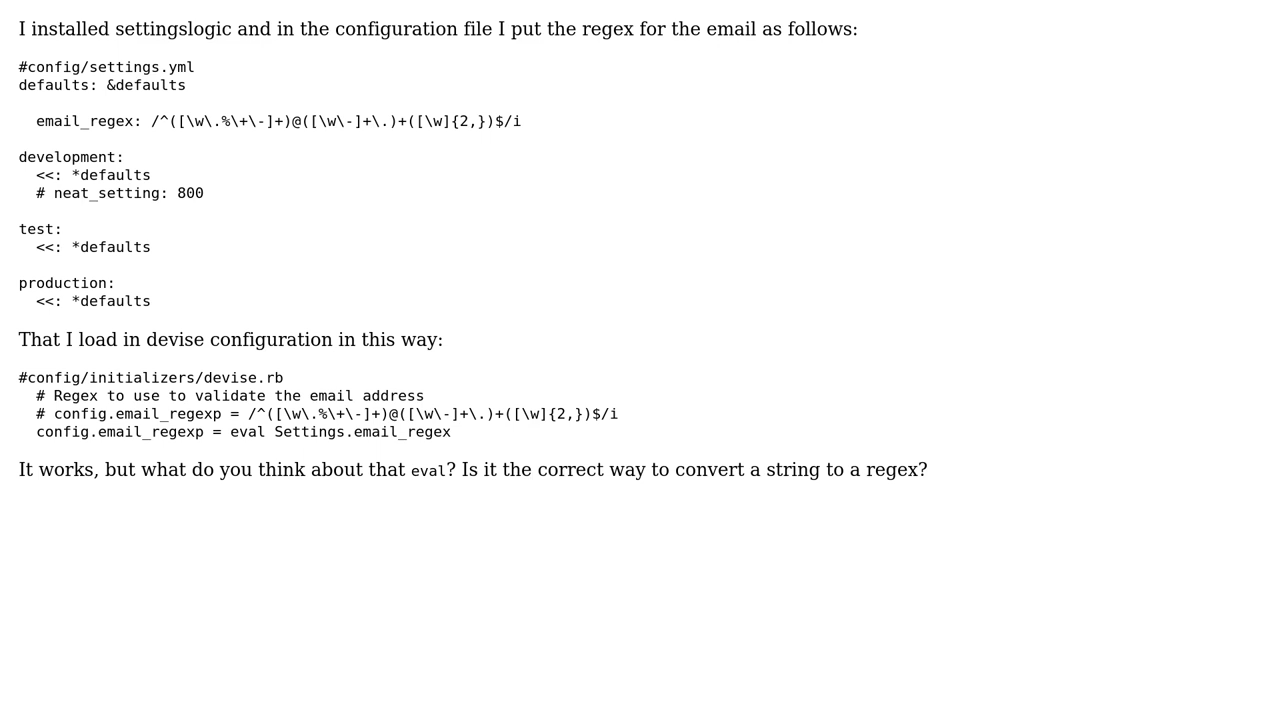 I installed settingslogic and in the configuration file I put the regex for the email as follows:
#config/settings.yml
defaults: &defaults
  email_regex: /^([\w\.%\+\-]+)@([\w\-]+\.)+([\w]{2,})$/i
development:
  <<: *defaults
  # neat_setting: 800
test:
  <<: *defaults
production:
  <<: *defaults
That I load in devise configuration in this way:
#config/initializers/devise.rb
  # Regex to use to validate the email address
  # config.email_regexp = /^([\w\.%\+\-]+)@([\w\-]+\.)+([\w]{2,})$/i
  config.email_regexp = eval Settings.email_regex
It works, but what do you think about that eval? Is it the correct way to convert a string to a regex?